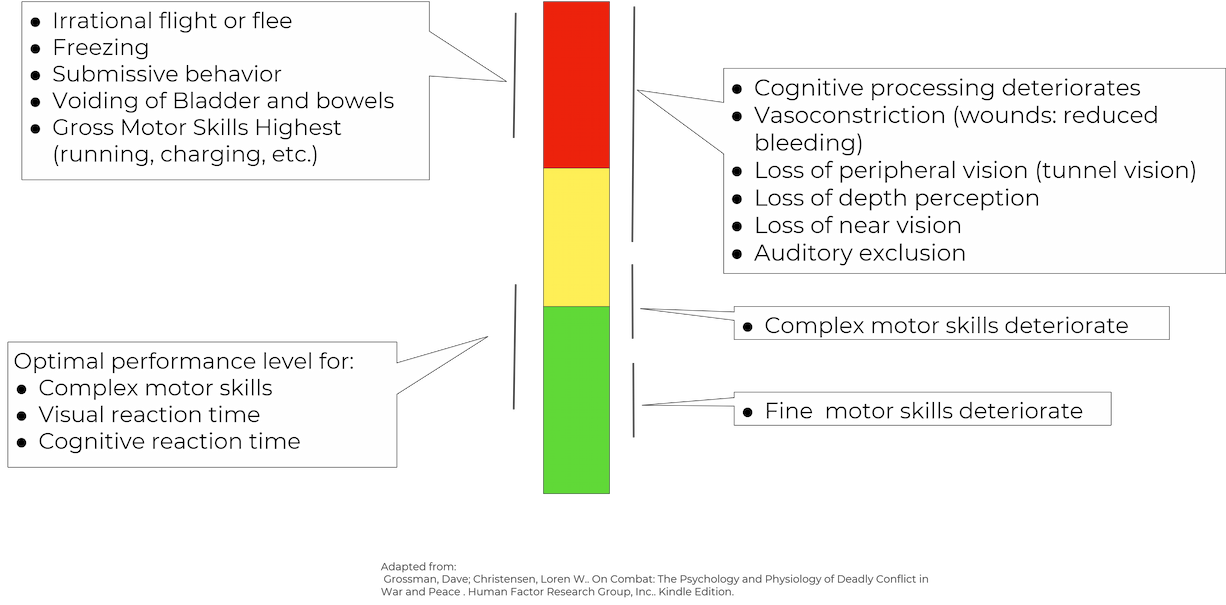 • Irrational flight or flee
• Freezing
• Submissive behavior
• Voiding of Bladder and bowels
• Gross Motor Skills Highest
(running, charging, etc.)
• Cognitive processing deteriorates
• Vasoconstriction (wounds: reduced
bleeding)
• Loss of peripheral vision (tunnel vision)
• Loss of depth perception
• Loss of near vision
• Auditory exclusion
• Complex motor skills deteriorate
Optimal performance level for:
• Complex motor skills
• Visual reaction time
• Cognitive reaction time
• Fine  motor skills deteriorate
Adapted from:
Grossman, Dave; Christensen, Loren W.. On Combat: The Psychology and Physiology of Deadly Conflict in
War and Peace . Human Factor Research Group, Inc.. Kindle Edition.